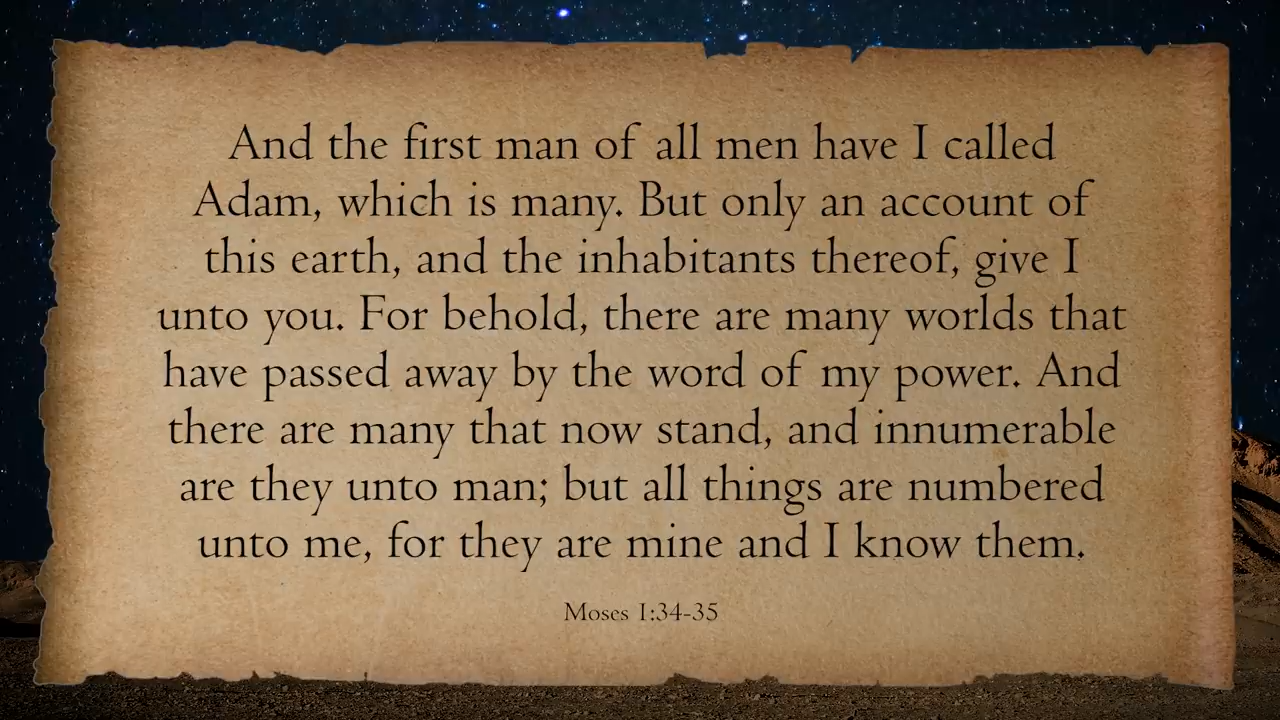 And the first man of all men have I called
Adam, which is many. But only an account of
this earth, and the inhabitants thereof, give I
unto you. For behold, there are many worlds that
have passed away by the word of my power. And
there are many that now stand, and innumerable
are they unto man; but all things are numbered
unto me, for they are mine and I know them.
Moses 1:34-35